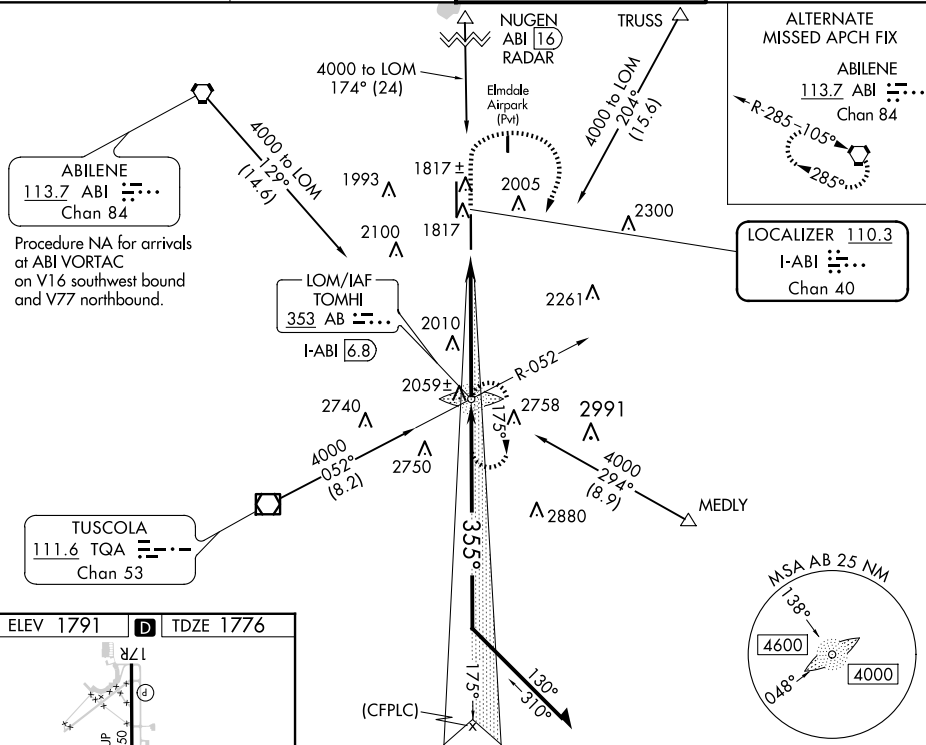 NUGEN
ABI 16
RADAR
TRUSS
4000 to LOM
174° (24)
Elmdale
Airpark
(Pvt)
4000 to LOM
204°
(15.6)
ALTERNATE
MISSED APCH FIX
ABILENE
113.7 ABI
Chan 84
R-285
105°
285°
4000 to LOM
129°
(14.6)
ABILENE
113.7 ABI
Chan 84
Procedure NA for arrivals
at ABI VORTAC
on V16 southwest bound
and V77 northbound.
1993
1817±
2005
2300
2100
1817
LOCALIZER 110.3
I-ABI
Chan 40
LOM/IAF
TOMHI
353 AB
I-ABI 6.8
2261
2010
R-052
2059±
175°
2740
2758
2991
2750
4000
052°
(8.2)
4000
294°
(8.9)
MEDLY
2880
355°
TUSCOLA
111.6 TQA
Chan 53
MSA AB 25 NM
138°
4600
4000
048°
130°
310°
175°
(CFPLC)
ELEV 1791
D
TDZE 1776
17R
P
UP
50